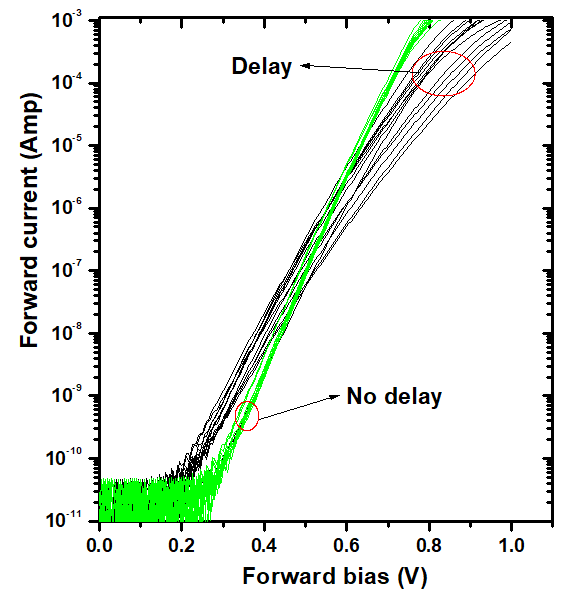 10⁻³
Delay
10⁻⁴
10⁻⁵
10⁻⁶
10⁻⁷
10⁻⁸
10⁻⁹
No delay
10⁻¹⁰
10⁻¹¹
Forward current (Amp)
0.0 0.2 0.4 0.6 0.8 1.0
Forward bias (V)